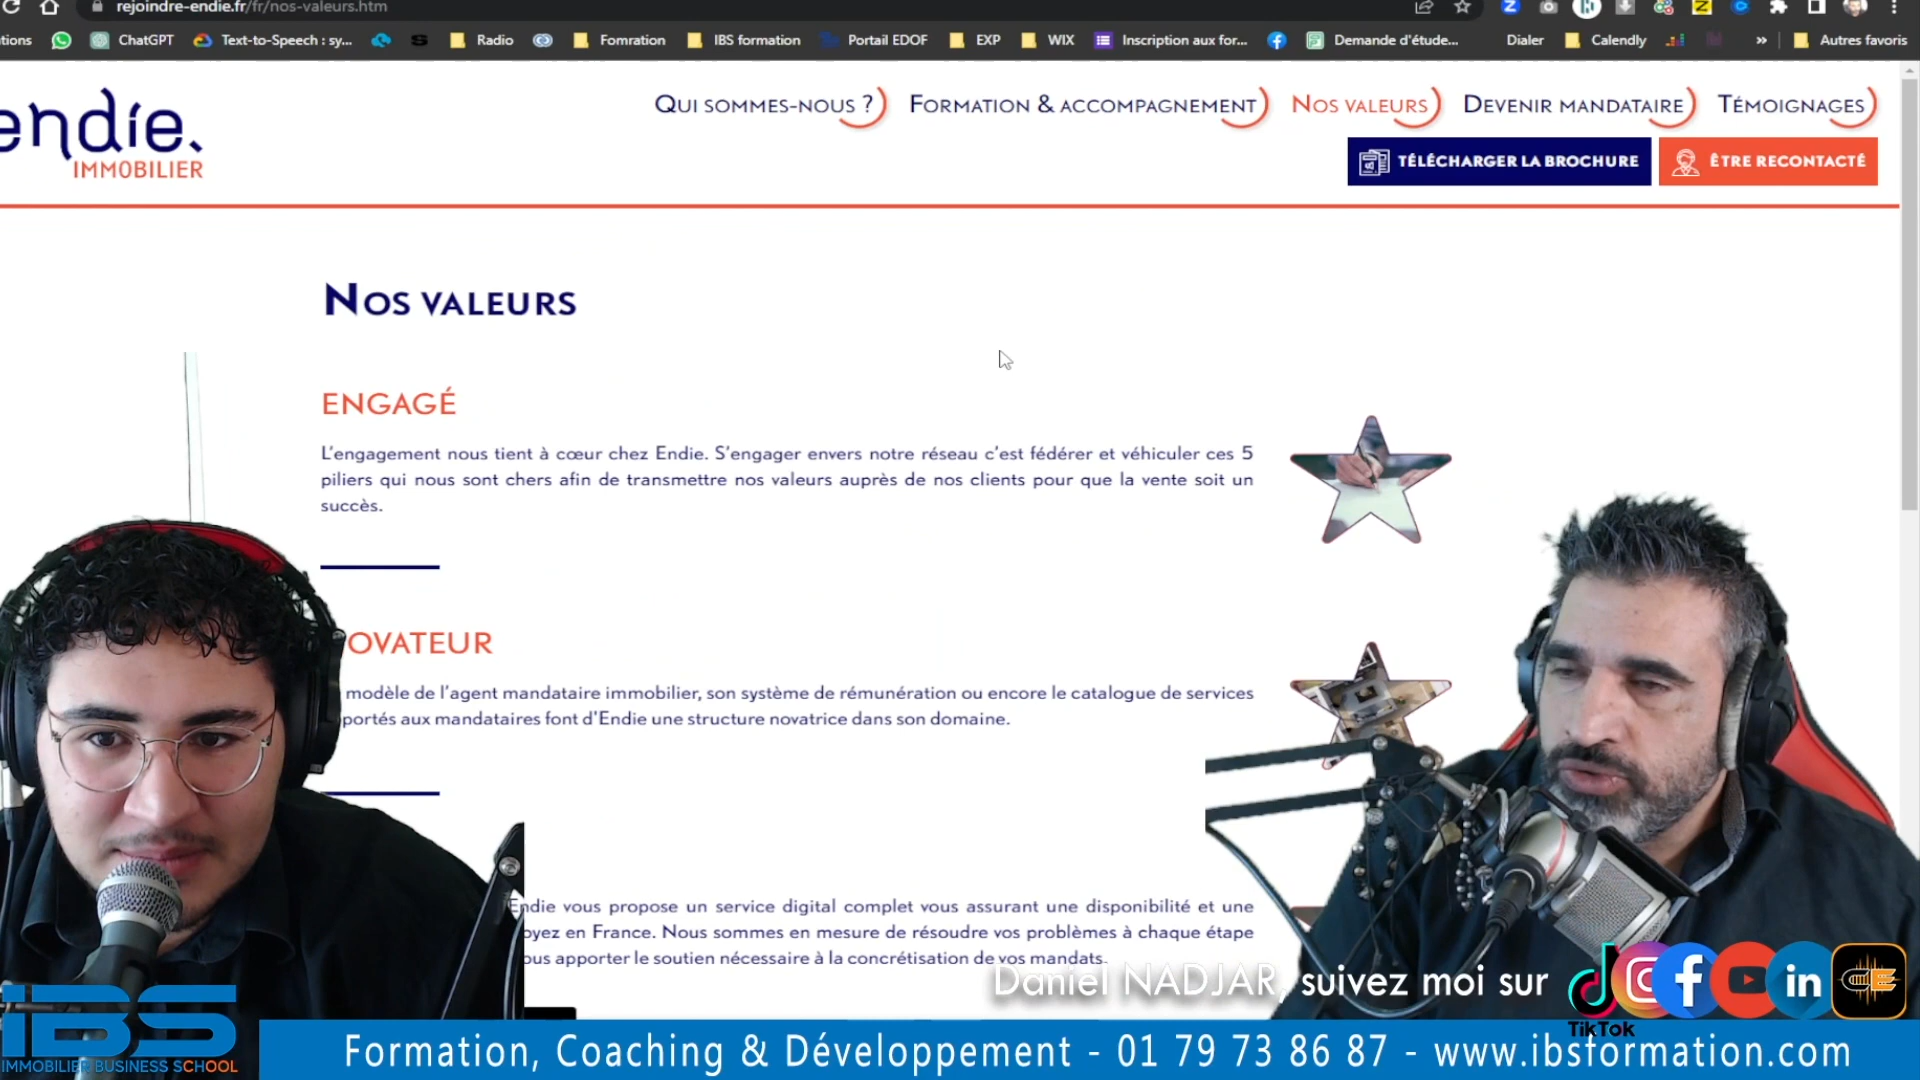 rejoindre-endie.fr/fr/nos-valeurs.htm
tions ChatGPT Text-to-Speech : sy... Radio Fomration IBS formation Portail EDOF EXP WIX Inscription aux for... Demande d'étude... Dialer Calendly » Autres favoris
endie.
IMMOBILIER
QUI SOMMES-NOUS ? FORMATION & ACCOMPAGNEMENT NOS VALEURS DEVENIR MANDATAIRE TÉMOIGNAGES
TÉLÉCHARGER LA BROCHURE ÊTRE RECONTACTÉ
NOS VALEURS
ENGAGÉ
L'engagement nous tient à cœur chez Endie. S'engager envers notre réseau c'est fédérer et véhiculer ces 5
piliers qui nous sont chers afin de transmettre nos valeurs auprès de nos clients pour que la vente soit un
succès.
OVATEUR
modèle de l'agent mandataire immobilier, son système de rémunération ou encore le catalogue de services
portés aux mandataires font d'Endie une structure novatrice dans son domaine.
Endie vous propose un service digital complet vous assurant une disponibilité et une
oyez en France. Nous sommes en mesure de résoudre vos problèmes à chaque étape
ous apporter le soutien nécessaire à la concrétisation de vos mandats.
Daniel NADJAR, suivez moi sur
TikTok
IBS
IMMOBILIER BUSINESS SCHOOL
Formation, Coaching & Développement - 01 79 73 86 87 - www.ibsformation.com